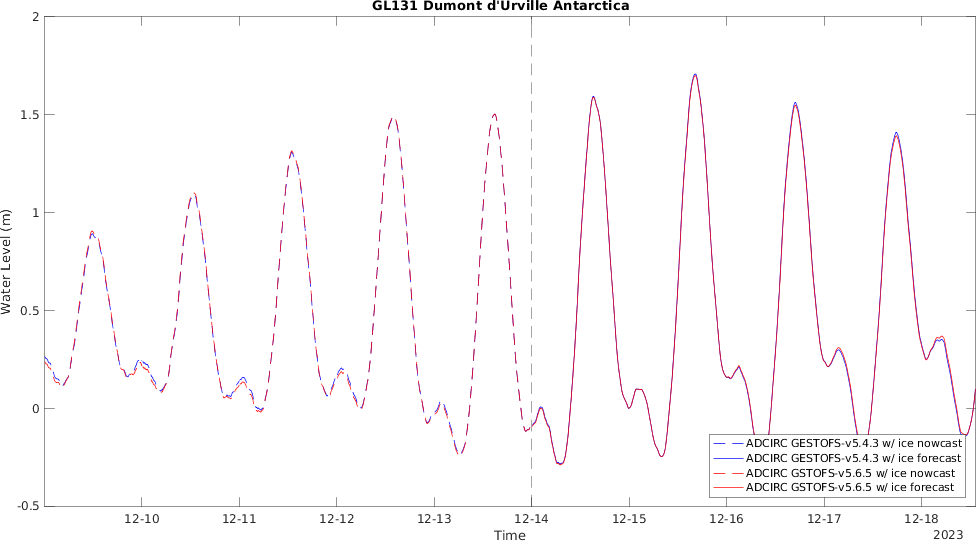 GL131 Dumont d'Urville Antarctica
2
1.5
1
0.5
0
-0.5
Water Level (m)
ADCIRC GESTOFS-v5.4.3 w/ ice nowcast
ADCIRC GESTOFS-v5.4.3 w/ ice forecast
ADCIRC GSTOFS-v5.6.5 w/ ice nowcast
ADCIRC GSTOFS-v5.6.5 w/ ice forecast
12-10 12-11 12-12 12-13 12-14 12-15 12-16 12-17 12-18
Time
2023